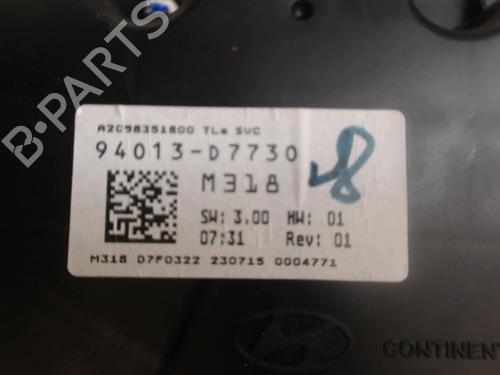 A2C98351800 TLe SVC
94013-D7730
M318
SW: 3.00 HW: 01
07:31 Rev: 01
M318 D7F0322 230715 0004771
CONTINENT
B-PARTS